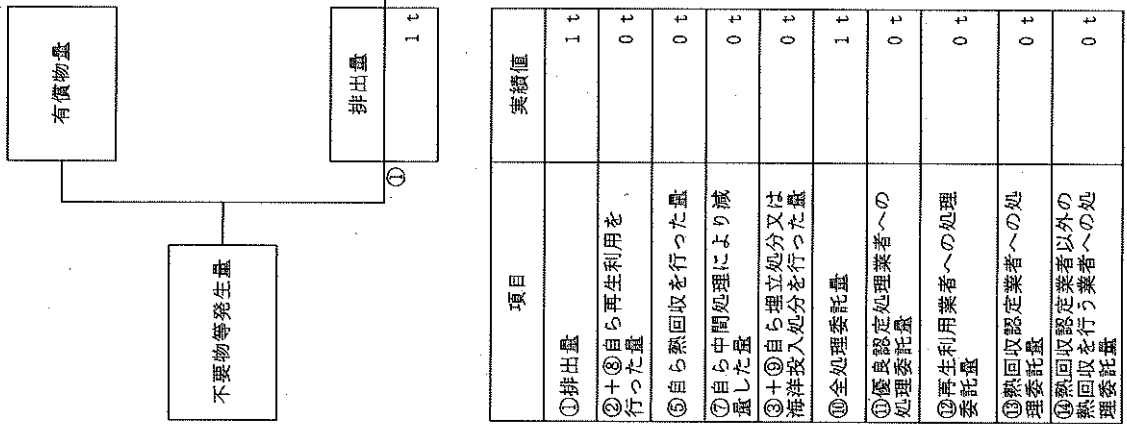 有償物量
不要物等発生量
①
排出量
1 t
項目
実績値
①排出量
1 t
②+⑧自ら再生利用を
行った量
0 t
⑤自ら熱回収を行った量
0 t
⑦自ら中間処理により減
量した量
0 t
③+⑨自ら埋立処分又は
海洋投入処分を行った量
0 t
⑩全処理委託量
1 t
⑪優良認定処理業者への
処理委託量
0 t
⑫再生利用業者への処理
委託量
0 t
⑬熱回収認定業者への処
理委託量
0 t
⑭熱回収認定業者以外の
熱回収を行う業者への処
理委託量
0 t